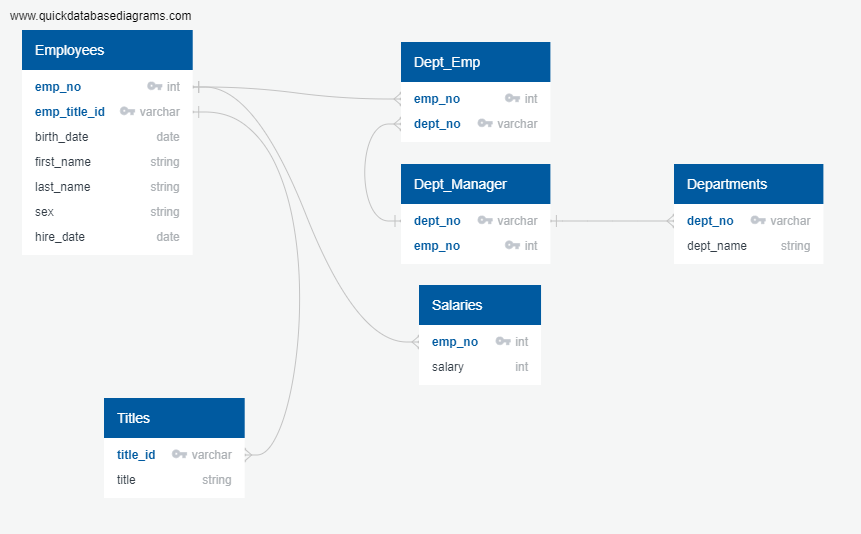 www.quickdatabasediagrams.com
Employees
emp_no int
emp_title_id varchar
birth_date date
first_name string
last_name string
sex string
hire_date date
Dept_Emp
emp_no int
dept_no varchar
Dept_Manager
dept_no varchar
emp_no int
Departments
dept_no varchar
dept_name string
Salaries
emp_no int
salary int
Titles
title_id varchar
title string